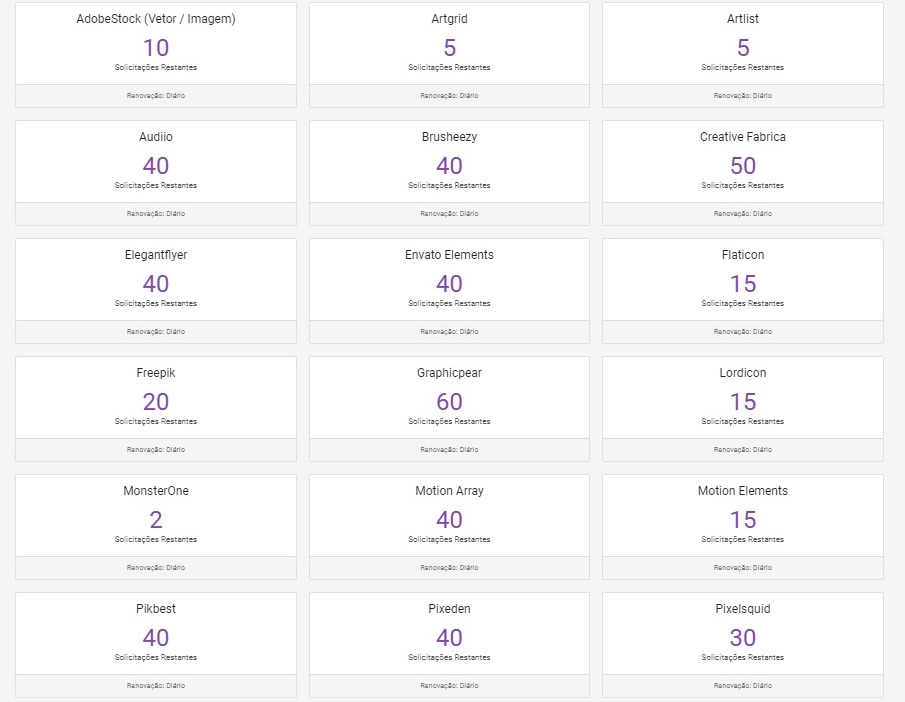 AdobeStock (Vetor / Imagem)
10
Solicitações Restantes
Renovação: Diário
Artgrid
5
Solicitações Restantes
Renovação: Diário
Artlist
5
Solicitações Restantes
Renovação: Diário
Audiio
40
Solicitações Restantes
Renovação: Diário
Brusheezy
40
Solicitações Restantes
Renovação: Diário
Creative Fabrica
50
Solicitações Restantes
Renovação: Diário
Elegantflyer
40
Solicitações Restantes
Renovação: Diário
Envato Elements
40
Solicitações Restantes
Renovação: Diário
Flaticon
15
Solicitações Restantes
Renovação: Diário
Freepik
20
Solicitações Restantes
Renovação: Diário
Graphicpear
60
Solicitações Restantes
Renovação: Diário
Lordicon
15
Solicitações Restantes
Renovação: Diário
MonsterOne
2
Solicitações Restantes
Renovação: Diário
Motion Array
40
Solicitações Restantes
Renovação: Diário
Motion Elements
15
Solicitações Restantes
Renovação: Diário
Pikbest
40
Solicitações Restantes
Renovação: Diário
Pixeden
40
Solicitações Restantes
Renovação: Diário
Pixelsquid
30
Solicitações Restantes
Renovação: Diário